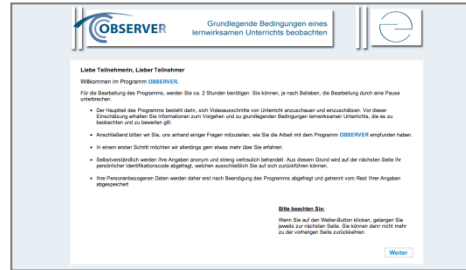 OBSERVER
Grundlegende Bedingungen eines
lernwirksamen Unterrichts beobachten
Liebe Teilnehmerin, Lieber Teilnehmer
Willkommen im Programm OBSERVER.
Für die Bearbeitung des Programms, werden Sie ca. 2 Stunden benötigen. Sie können, je nach Belieben, die Bearbeitung durch eine Pause
unterbrechen.
Der Hauptteil des Programms besteht darin, sich Videoausschnitte von Unterricht anzuschauen und einzuschätzen. Vor dieser
Einschätzung erhalten Sie Informationen zum Vorgehen und zu grundlegenden Bedingungen lernwirksamen Unterrichts, die es zu
beobachten und zu bewerten gilt.
Anschließend bitten wir Sie, uns anhand einiger Fragen mitzuteilen, wie Sie die Arbeit mit dem Programm OBSERVER empfunden haben.
In einem ersten Schritt möchten wir allerdings gern etwas mehr über Sie erfahren.
Selbstverständlich werden Ihre Angaben anonym und streng vertraulich behandelt. Aus diesem Grund wird auf der nächsten Seite Ihr
persönlicher Identifikationscode abgefragt, welchen ausschließlich Sie auf sich zurückführen können.
Ihre Personenbezogenen Daten werden daher erst nach Beendigung des Programms abgefragt und getrennt vom Rest Ihrer Angaben
abgespeichert
Bitte beachten Sie:
Wenn Sie auf den Weiter-Button klicken, gelangen Sie
jeweils zur nächsten Seite. Sie können dann nicht mehr
zu der vorherigen Seite zurückkehren.
Weiter